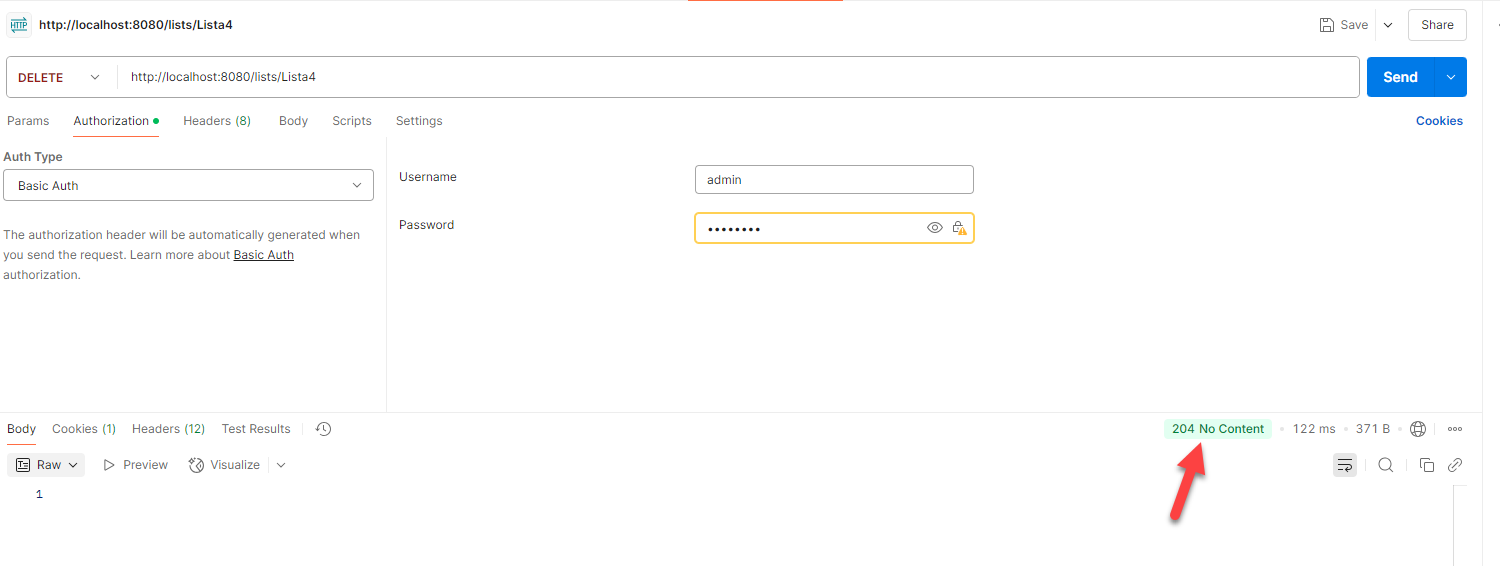 HTTP http://localhost:8080/lists/Lista4 Save Share
DELETE http://localhost:8080/lists/Lista4 Send
Params Authorization Headers (8) Body Scripts Settings Cookies
Auth Type
Basic Auth
Username admin
Password ••••••••
The authorization header will be automatically generated when
you send the request. Learn more about Basic Auth
authorization.
Body Cookies (1) Headers (12) Test Results 204 No Content • 122 ms • 371 B
Raw Preview Visualize
1